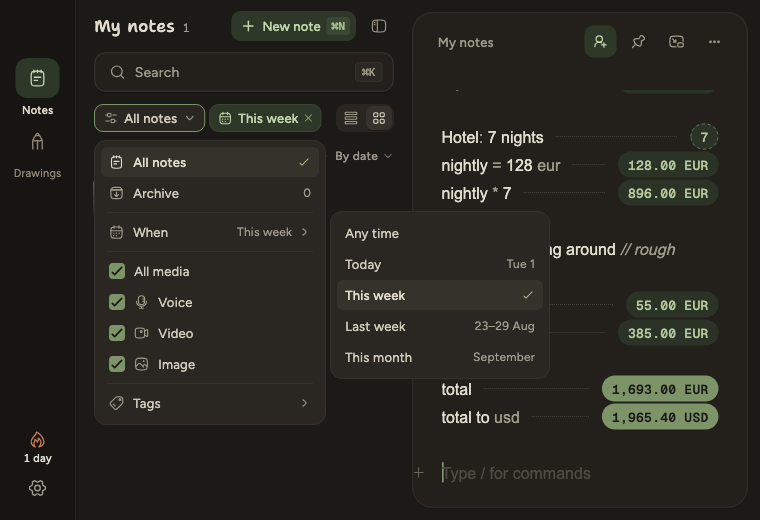 Notes
Drawings
1 day
My notes 1
New note ⌘N
Search ⌘K
All notes
This week
By date
All notes
Archive 0
When This week
All media
Voice
Video
Image
Tags
Any time
Today Tue 1
This week
Last week 23–29 Aug
This month September
My notes
Hotel: 7 nights 7
nightly = 128 eur 128.00 EUR
nightly * 7 896.00 EUR
ng around // rough
55.00 EUR
385.00 EUR
total 1,693.00 EUR
total to usd 1,965.40 USD
Type / for commands